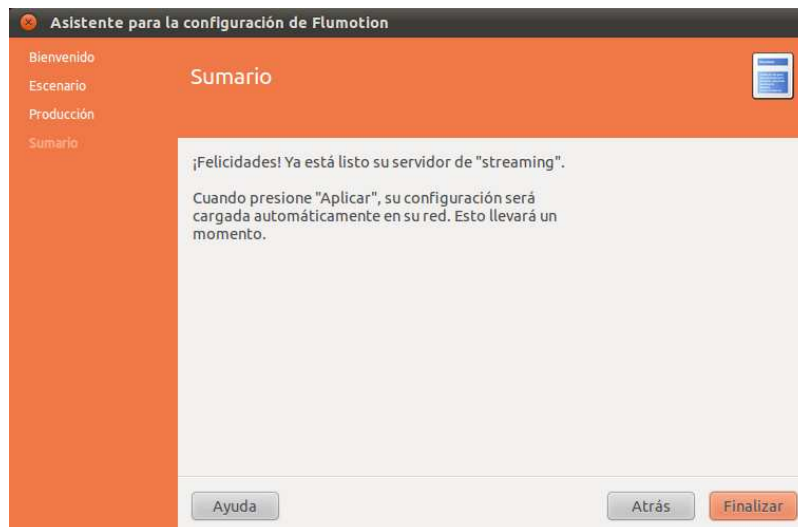 Asistente para la configuración de Flumotion
Bienvenido
Escenario
Producción
Sumario
Sumario
¡Felicidades! Ya está listo su servidor de "streaming".
Cuando presione "Aplicar", su configuración será
cargada automáticamente en su red. Esto llevará un
momento.
Ayuda
Atrás
Finalizar